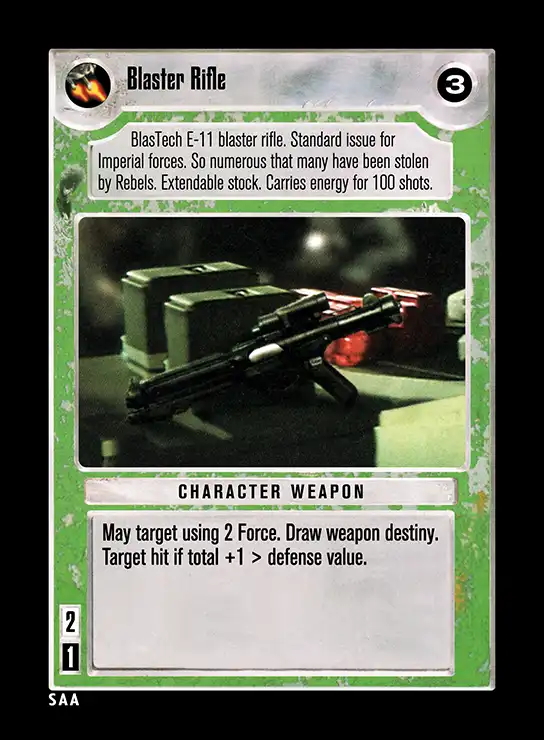 Blaster Rifle
3
BlasTech E-11 blaster rifle. Standard issue for
Imperial forces. So numerous that many have been stolen
by Rebels. Extendable stock. Carries energy for 100 shots.
CHARACTER WEAPON
May target using 2 Force. Draw weapon destiny.
Target hit if total +1 > defense value.
2
1
SAA